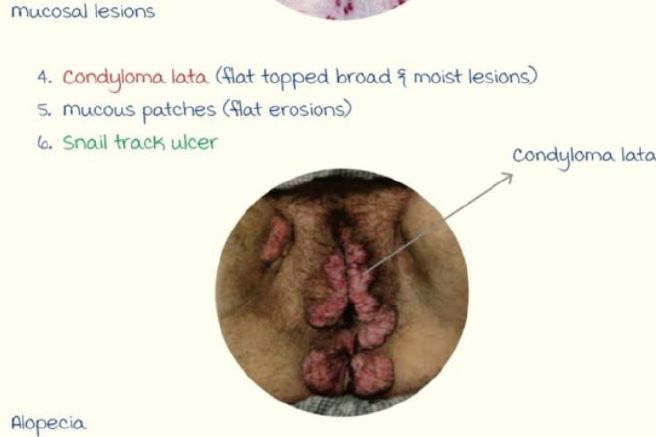 mucosal lesions
4. Condyloma lata (flat topped broad & moist lesions)
5. mucous patches (flat erosions)
6. Snail track ulcer
Condyloma lata
Alopecia